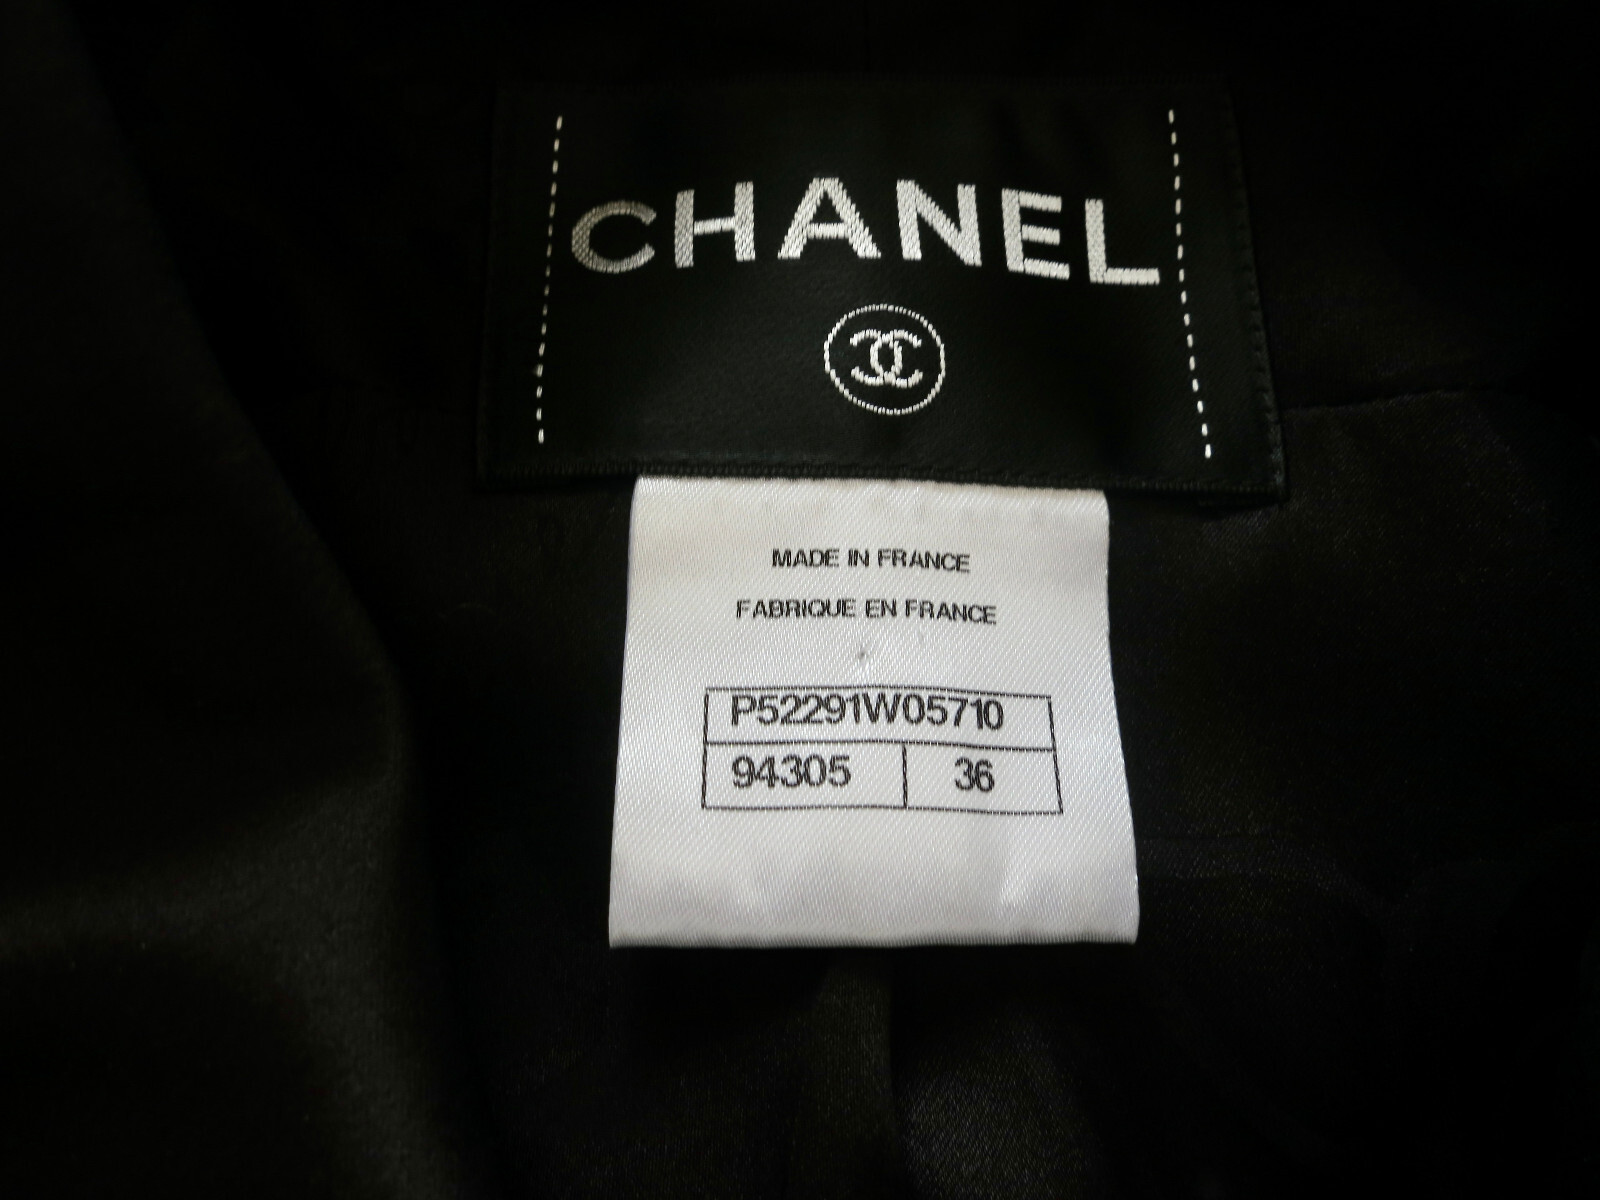 CHANEL
MADE IN FRANCE
FABRIQUE EN FRANCE
P52291W05710
94305 36